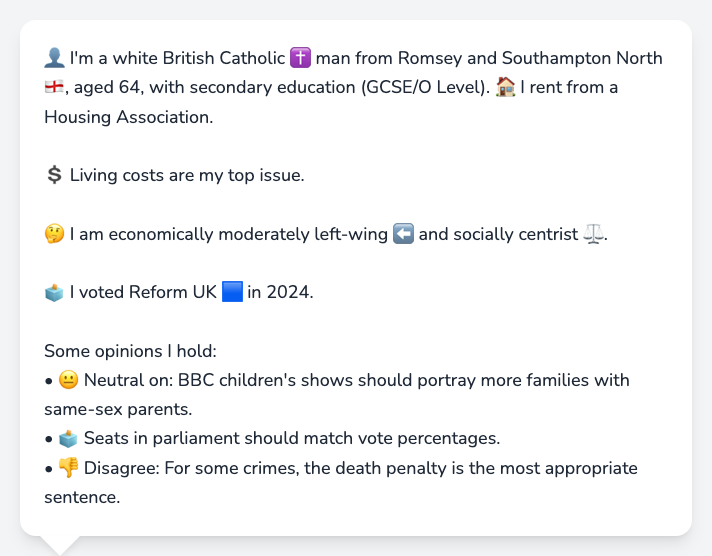 👤 I'm a white British Catholic ✝️ man from Romsey and Southampton North
🏴󠁧󠁢󠁥󠁮󠁧󠁿, aged 64, with secondary education (GCSE/O Level). 🏠 I rent from a
Housing Association.
💲 Living costs are my top issue.
🤔 I am economically moderately left-wing ⬅️ and socially centrist ⚖️.
🗳️ I voted Reform UK 🟦 in 2024.
Some opinions I hold:
• 😐 Neutral on: BBC children's shows should portray more families with
same-sex parents.
• 🗳️ Seats in parliament should match vote percentages.
• 👎 Disagree: For some crimes, the death penalty is the most appropriate
sentence.